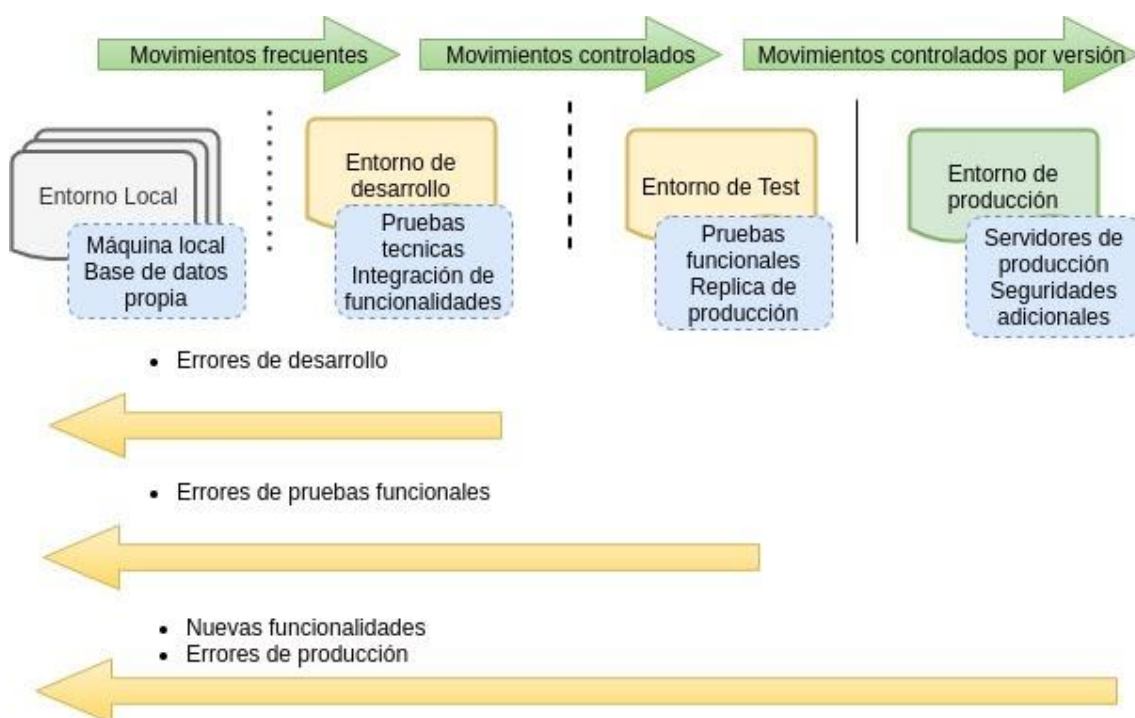 Movimientos frecuentes
Movimientos controlados
Movimientos controlados por versión
Entorno Local
Máquina local
Base de datos
propia
Entorno de
desarrollo
Pruebas
tecnicas
Integración de
funcionalidades
Entorno de Test
Pruebas
funcionales
Replica de
producción
Entorno de
producción
Servidores de
producción
Seguridades
adicionales
• Errores de desarrollo
• Errores de pruebas funcionales
• Nuevas funcionalidades
• Errores de producción